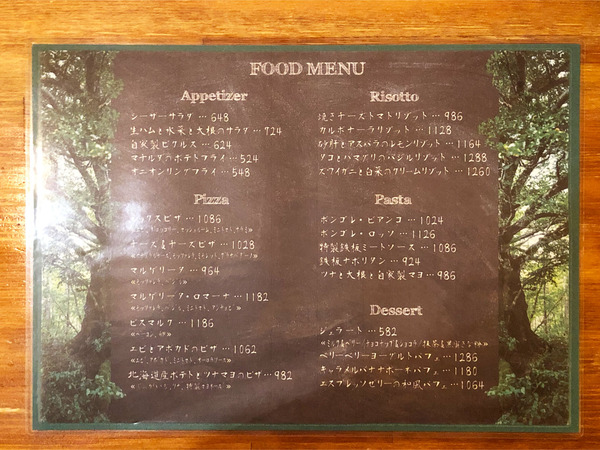 FOOD MENU
Appetizer
シーザーサラダ … 648
生ハムと水菜と大根のサラダ … 724
自家製ピクルス … 624
マナルダのポテトフライ … 524
オニオンリングフライ … 548
Pizza
ックスピザ … 1086
チーズ&チーズピザ … 1028
マルゲリータ … 964
マルゲリータ・ロマーナ … 1182
ビスマルク … 1186
エビとアボカドのピザ … 1062
北海道産ポテトとツナマヨのピザ … 982
Risotto
焼きチーズトマトリゾット … 986
カルボナーラリゾット … 1128
砂肝とアスパラのレモンリゾット … 1164
タコとハマグリのバジルリゾット … 1288
ズワイガニと白菜のクリームリゾット … 1260
Pasta
ボンゴレ・ビアンコ … 1024
ボンゴレ・ロッソ … 1126
特製鉄板ミートソース … 1086
鉄板ナポリタン … 924
ツナと大根と自家製マヨ … 986
Dessert
ジェラート … 582
ベリーベリーヨーグルトパフェ … 1286
キャラメルバナナポーチパフェ … 1180
エスプレッソゼリーの和風パフェ … 1064